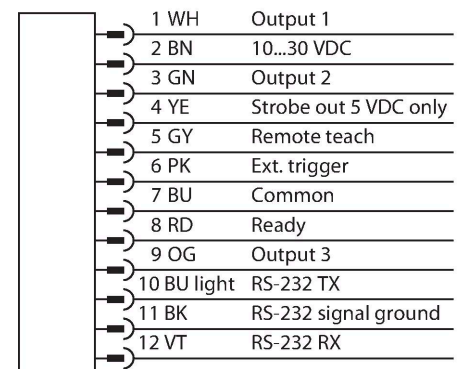 1 WH Output 1
2 BN 10...30 VDC
3 GN Output 2
4 YE Strobe out 5 VDC only
5 GY Remote teach
6 PK Ext. trigger
7 BU Common
8 RD Ready
9 OG Output 3
10 BU light RS-232 TX
11 BK RS-232 signal ground
12 VT RS-232 RX